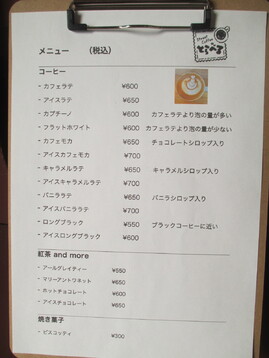 Street Coffee
とらべる
メニュー （税込）
コーヒー
- カフェラテ ¥600
- アイスラテ ¥650
- カプチーノ ¥600 カフェラテより泡の量が多い
- フラットホワイト ¥600 カフェラテより泡の量が少ない
- カフェモカ ¥650 チョコレートシロップ入り
- アイスカフェモカ ¥700
- キャラメルラテ ¥650 キャラメルシロップ入り
- アイスキャラメルラテ ¥700
- バニララテ ¥650 バニラシロップ入り
- アイスバニララテ ¥700
- ロングブラック ¥550 ブラックコーヒーに近い
- アイスロングブラック ¥600
紅茶 and more
- アールグレイティー ¥550
- マリーアントワネット ¥650
- ホットチョコレート ¥600
- アイスチョコレート ¥650
焼き菓子
- ビスコッティ ¥300